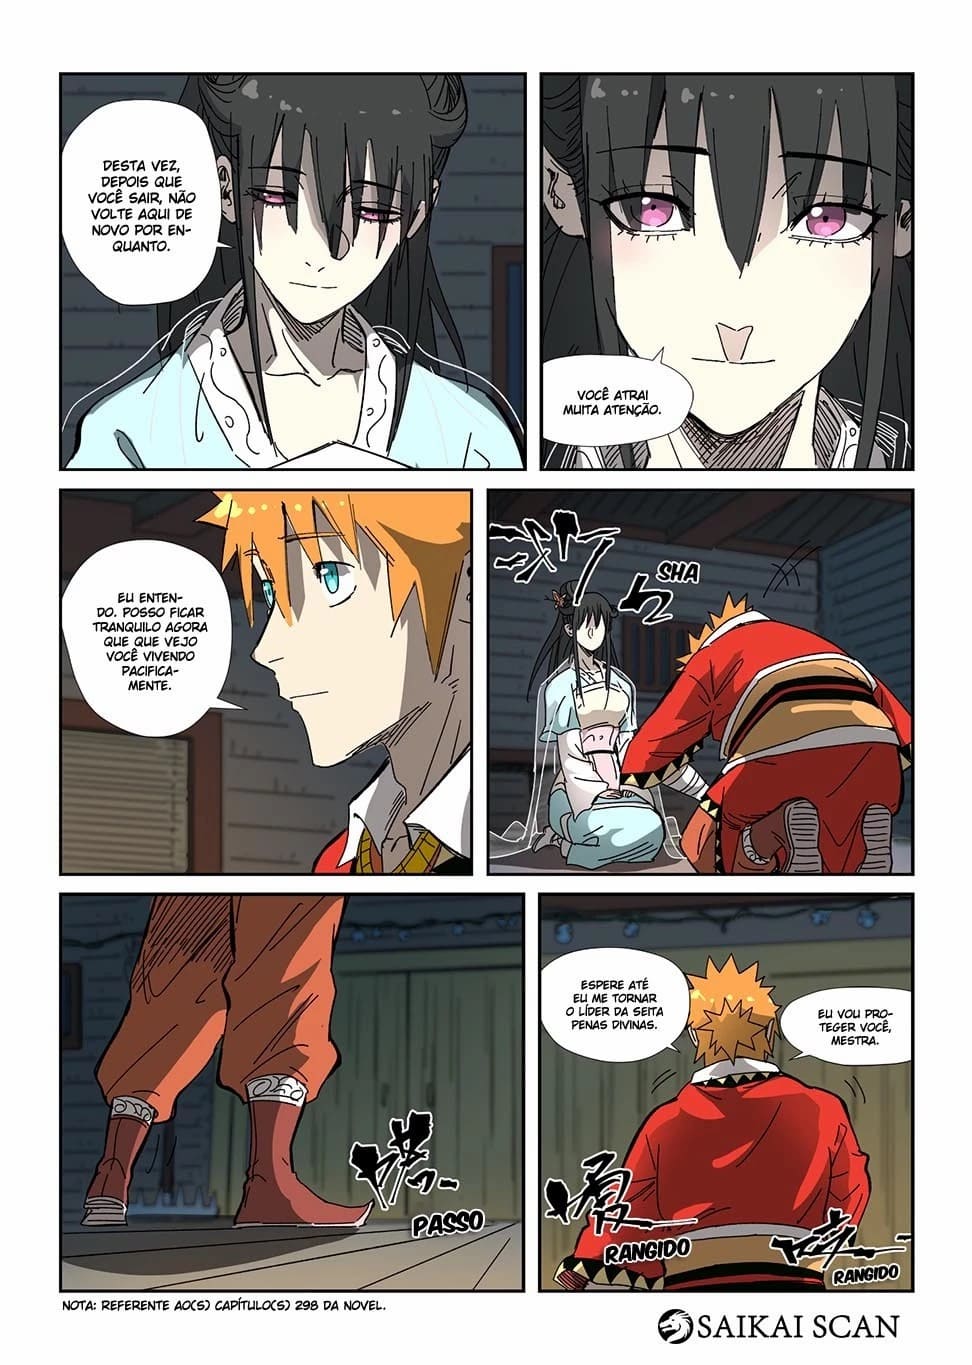 DESTA VEZ,
DEPOIS QUE
VOCÊ SAIR, NÃO
VOLTE AQUI DE
NOVO POR EN-
QUANTO.
VOCÊ ATRAI
MUITA ATENÇÃO.
EU ENTEN-
DO. POSSO FICAR
TRANQUILO AGORA
QUE QUE VEJO
VOCÊ VIVENDO
PACIFICA-
MENTE.
SHA
PASSO
ESPERE ATÉ
EU ME TORNAR
O LÍDER DA SEITA
PENAS DIVINAS.
EU VOU PRO-
TEGER VOCÊ,
MESTRA.
RANGIDO
RANGIDO
NOTA: REFERENTE AO(S) CAPÍTULO(S) 298 DA NOVEL.
SAIKAI SCAN